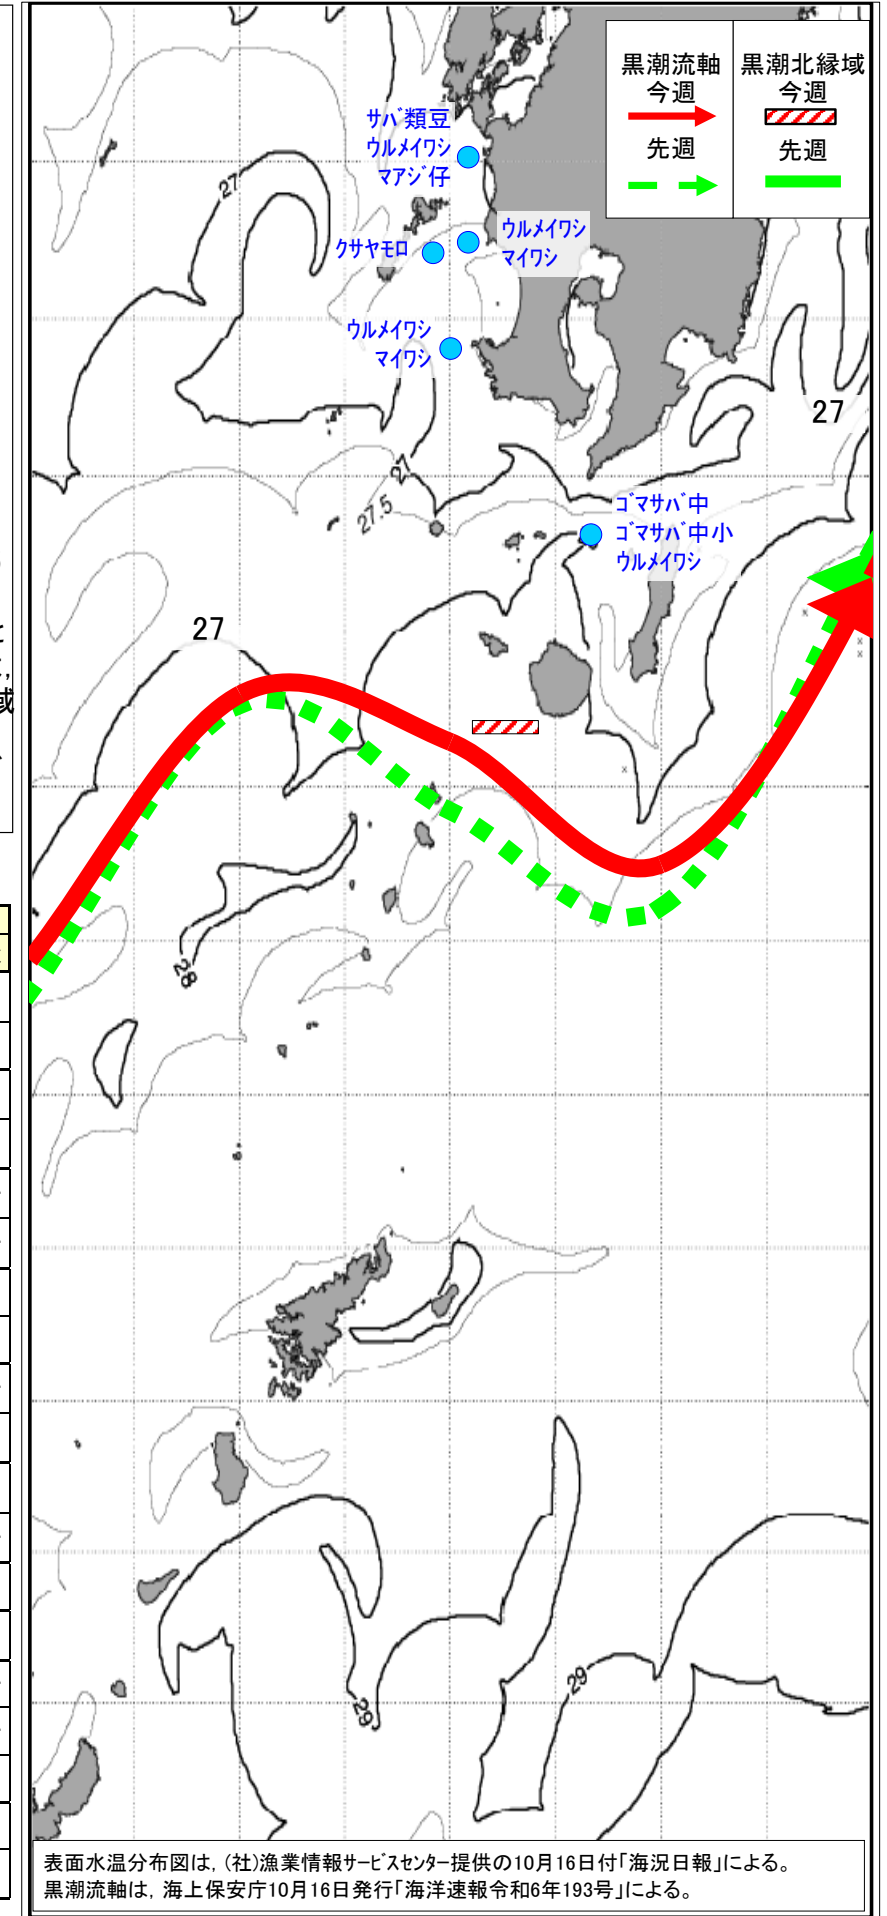 黒潮流軸
今週
先週
黒潮北縁域
今週
先週
サバ類豆
ウルメイワシ
マアジ仔
クサヤモロ
ウルメイワシ
マイワシ
ウルメイワシ
マイワシ
27
27
27
27.5
ゴマサバ中
ゴマサバ中小
ウルメイワシ
27
28
29
29
域
表面水温分布図は，(社)漁業情報サービスセンター提供の10月16日付「海況日報」による。
黒潮流軸は，海上保安庁10月16日発行「海洋速報令和6年193号」による。